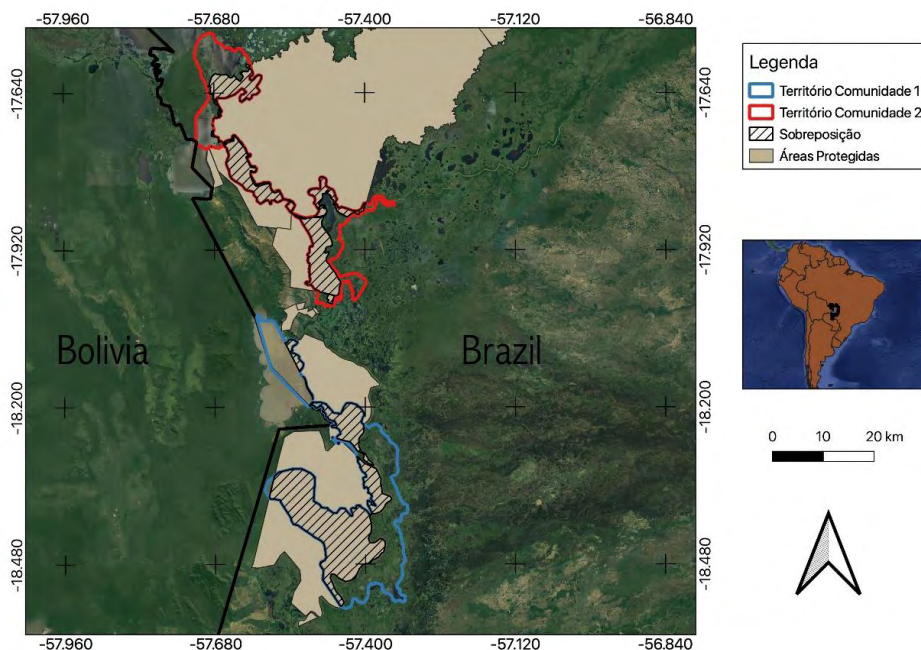 -57.960 -57.680 -57.400 -57.120 -56.840
-17.640 -17.640
-17.920 -17.920
Bolivia Brazil
-18.200 -18.200
-18.480 -18.480
-57.960 -57.680 -57.400 -57.120 -56.840
Legenda
Território Comunidade 1
Território Comunidade 2
Sobreposição
Áreas Protegidas
0 10 20 km